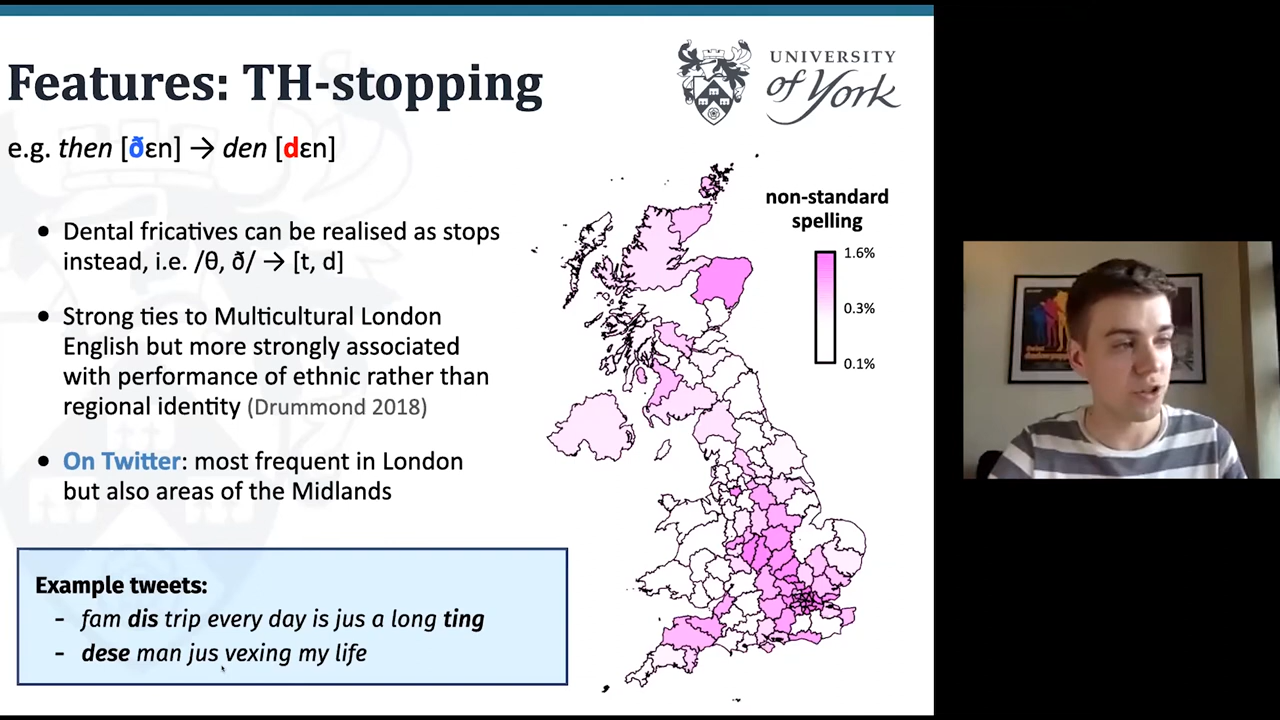 Features: TH-stopping
UNIVERSITY
of York
e.g. then [ðɛn] → den [dɛn]
● Dental fricatives can be realised as stops
instead, i.e. /θ, ð/ → [t, d]
● Strong ties to Multicultural London
English but more strongly associated
with performance of ethnic rather than
regional identity (Drummond 2018)
● On Twitter: most frequent in London
but also areas of the Midlands
Example tweets:
- fam dis trip every day is jus a long ting
- dese man jus vexing my life
non-standard
spelling
1.6%
0.3%
0.1%